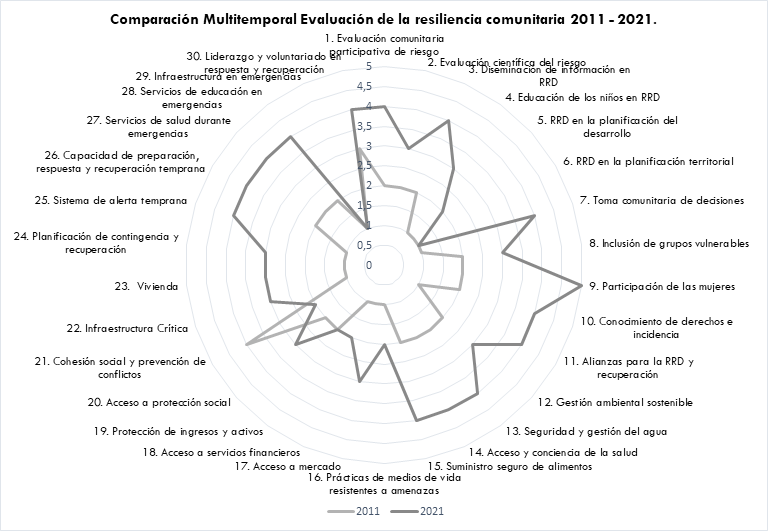 Comparación Multitemporal Evaluación de la resiliencia comunitaria 2011 - 2021.
1. Evaluación comunitaria
participativa de riesgo
2. Evaluación científica del riesgo
3. Diseminación de información en
RRD
4. Educación de los niños en RRD
5. RRD en la planificación del
desarrollo
6. RRD en la planificación territorial
7. Toma comunitaria de decisiones
8. Inclusión de grupos vulnerables
9. Participación de las mujeres
10. Conocimiento de derechos e
incidencia
11. Alianzas para la RRD y
recuperación
12. Gestión ambiental sostenible
13. Seguridad y gestión del agua
14. Acceso y conciencia de la salud
15. Suministro seguro de alimentos
16. Prácticas de medios de vida
resistentes a amenazas
17. Acceso a mercado
18. Acceso a servicios financieros
19. Protección de ingresos y activos
20. Acceso a protección social
21. Cohesión social y prevención de
conflictos
22. Infraestructura Crítica
23. Vivienda
24. Planificación de contingencia y
recuperación
25. Sistema de alerta temprana
26. Capacidad de preparación,
respuesta y recuperación temprana
27. Servicios de salud durante
emergencias
28. Servicios de educación en
emergencias
29. Infraestructura en emergencias
30. Liderazgo y voluntariado en
respuesta y recuperación
5
4,5
4
3,5
3
2,5
2
1,5
1
0,5
0
2011
2021